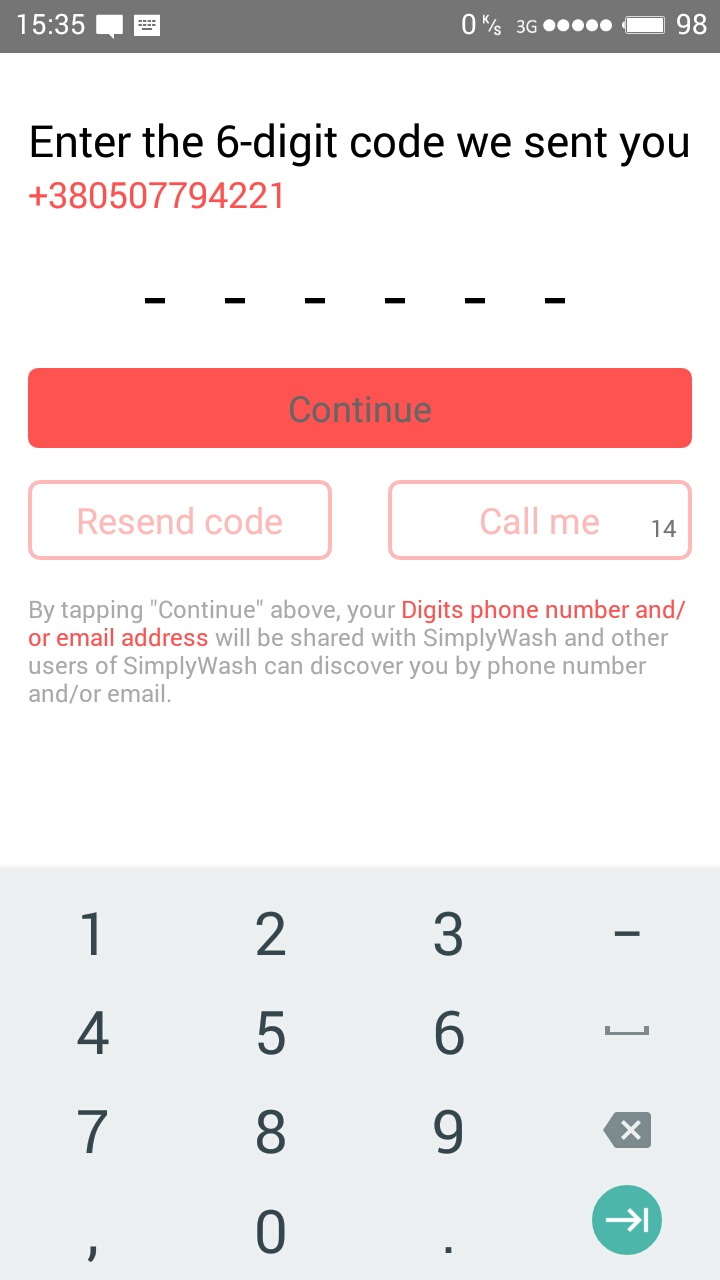 15:35 0 K/s 3G 98
Enter the 6-digit code we sent you
+380507794221
Continue
Resend code Call me 14
By tapping "Continue" above, your Digits phone number and/
or email address will be shared with SimplyWash and other
users of SimplyWash can discover you by phone number
and/or email.
1 2 3 -
4 5 6
7 8 9
, 0 .